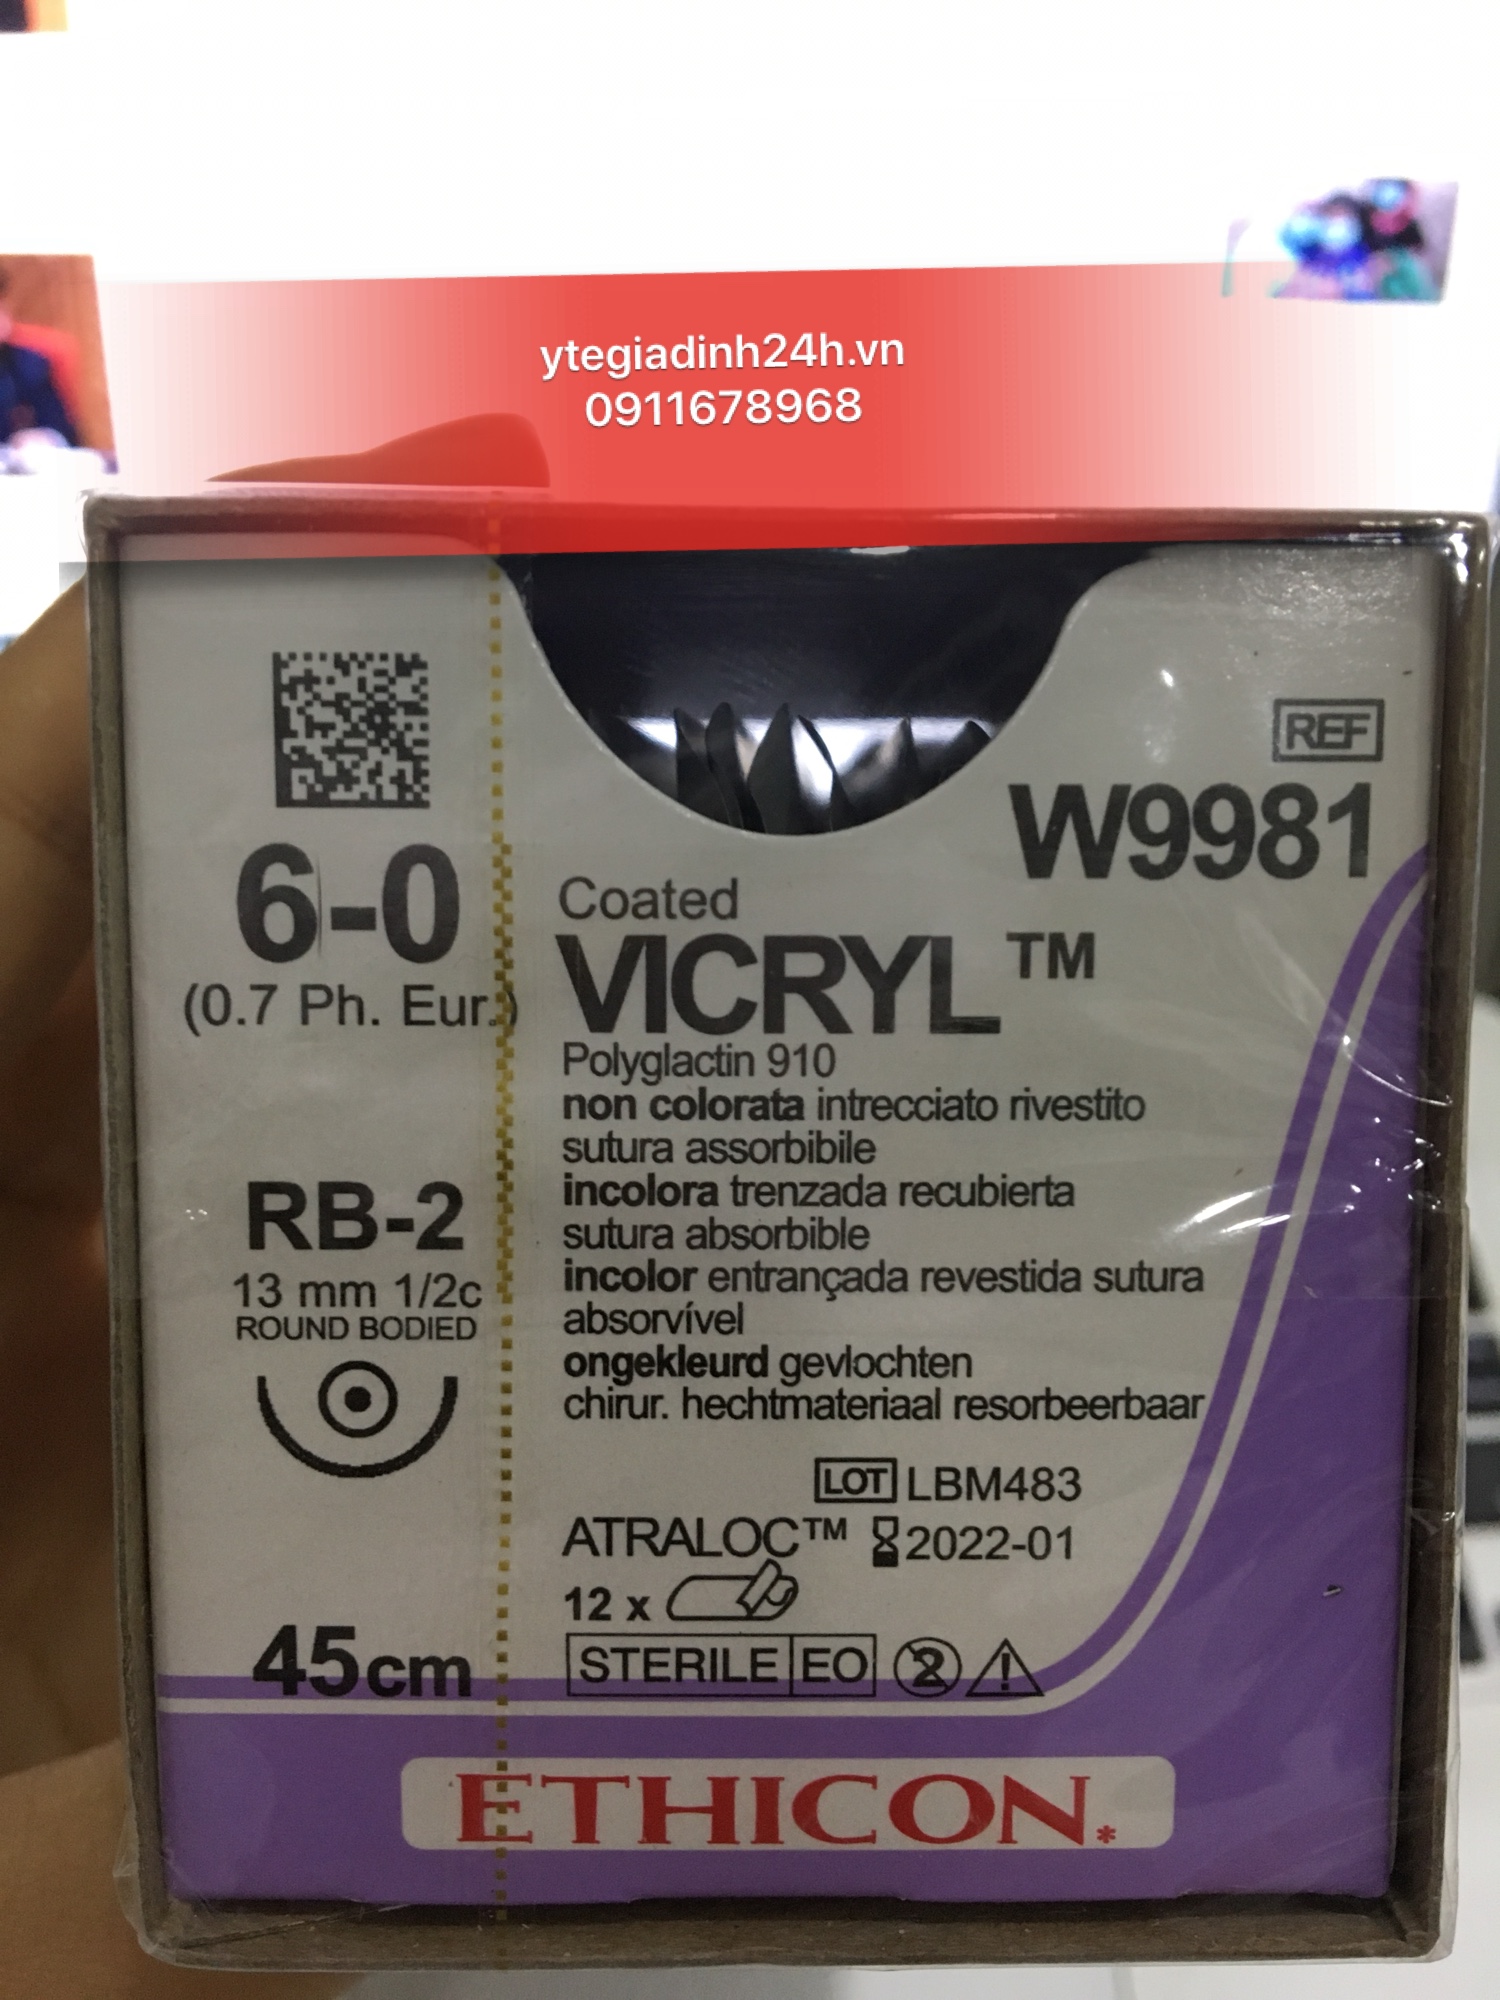 ytegiadinh24h.vn
0911678968
REF
W9981
6-0
(0.7 Ph. Eur.)
Coated
VICRYL™
Polyglactin 910
non colorata intrecciato rivestito
sutura assorbibile
incolora trenzada recubierta
sutura absorbible
incolor entrançada revestida sutura
absorvível
ongekleurd gevlochten
chirur. hechtmateriaal resorbeerbaar
RB-2
13 mm 1/2c
ROUND BODIED
LOT LBM483
ATRALOC™ 2022-01
12 x
45cm
STERILE EO 2 !
ETHICON.*